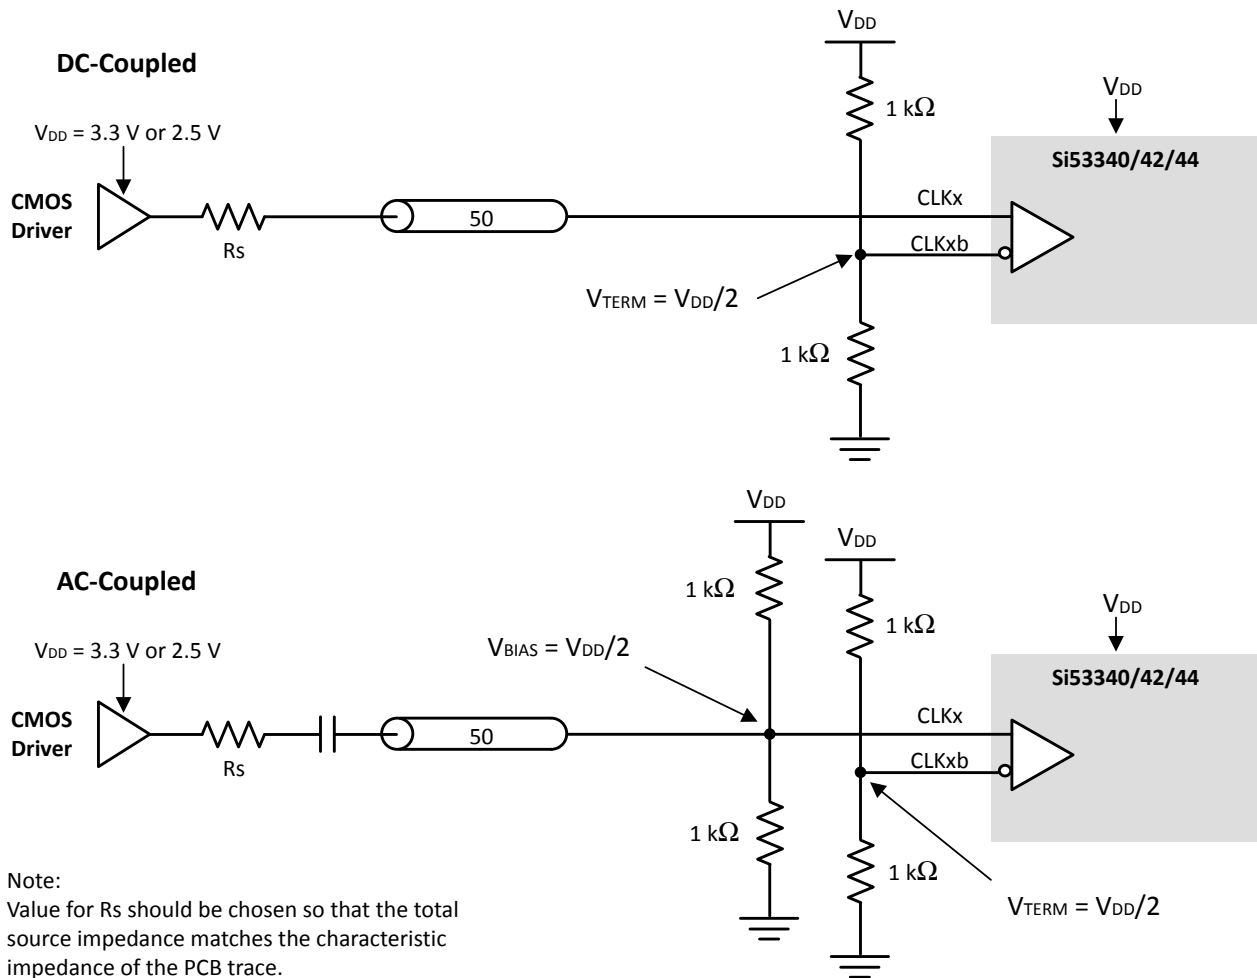 VDD
DC-Coupled
1 kΩ
VDD
VDD = 3.3 V or 2.5 V
Si53340/42/44
CMOS
Driver
Rs
50
CLKx
CLKxb
VTERM = VDD/2
1 kΩ
VDD
VDD
AC-Coupled
1 kΩ
1 kΩ
VDD
VDD = 3.3 V or 2.5 V
VBIAS = VDD/2
Si53340/42/44
CMOS
Driver
Rs
50
CLKx
CLKxb
1 kΩ
1 kΩ
VTERM = VDD/2
Note:
Value for Rs should be chosen so that the total
source impedance matches the characteristic
impedance of the PCB trace.